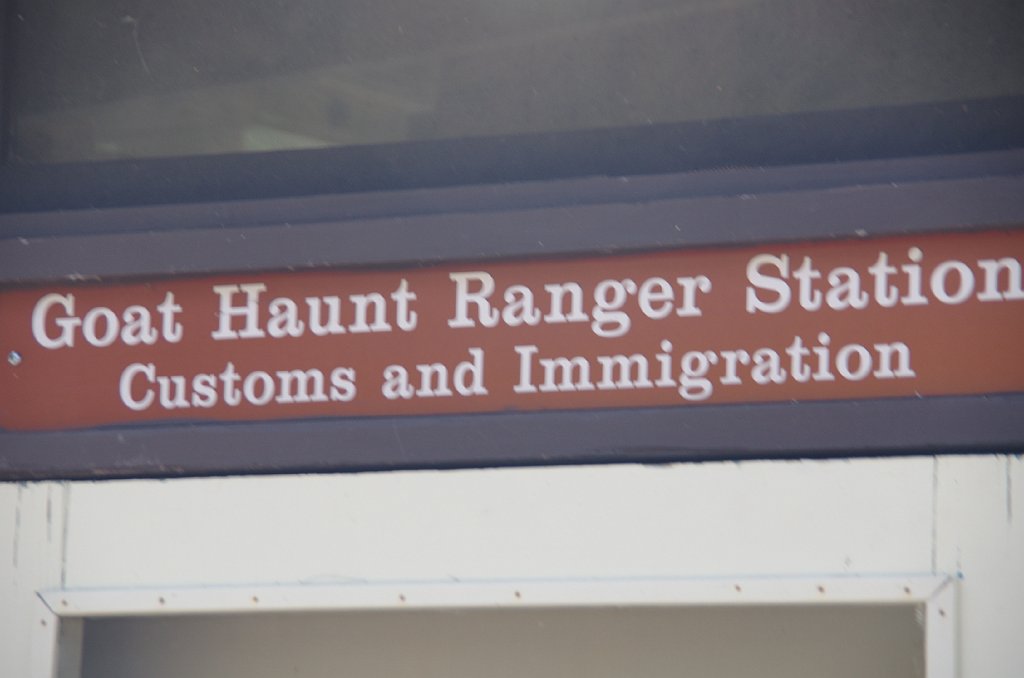 Goat Haunt Ranger Station
Customs and Immigration